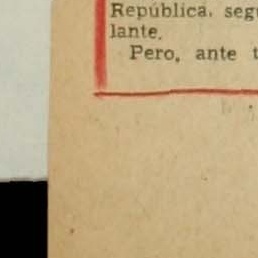 República, seg
lante.
Pero, ante t